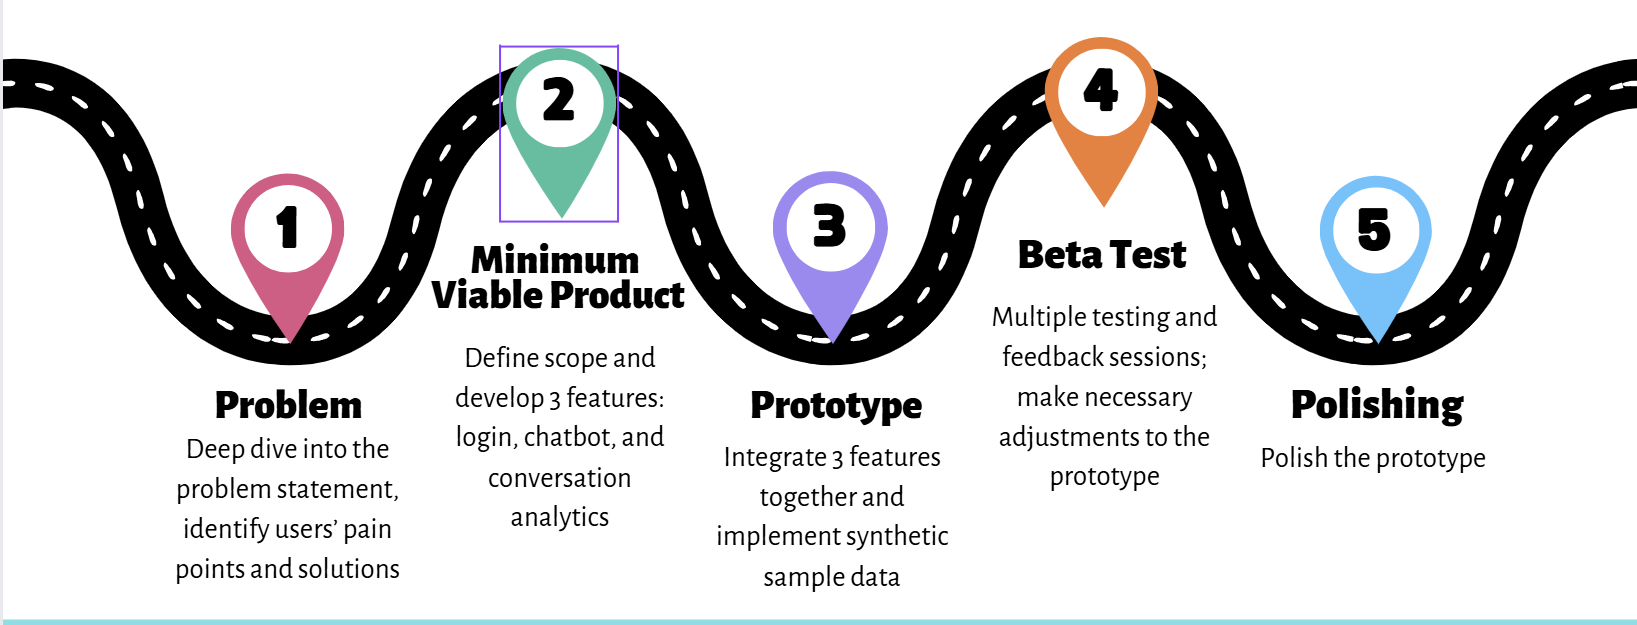 1
Problem
Deep dive into the
problem statement,
identify users’ pain
points and solutions
2
Minimum
Viable Product
Define scope and
develop 3 features:
login, chatbot, and
conversation
analytics
3
Prototype
Integrate 3 features
together and
implement synthetic
sample data
4
Beta Test
Multiple testing and
feedback sessions;
make necessary
adjustments to the
prototype
5
Polishing
Polish the prototype